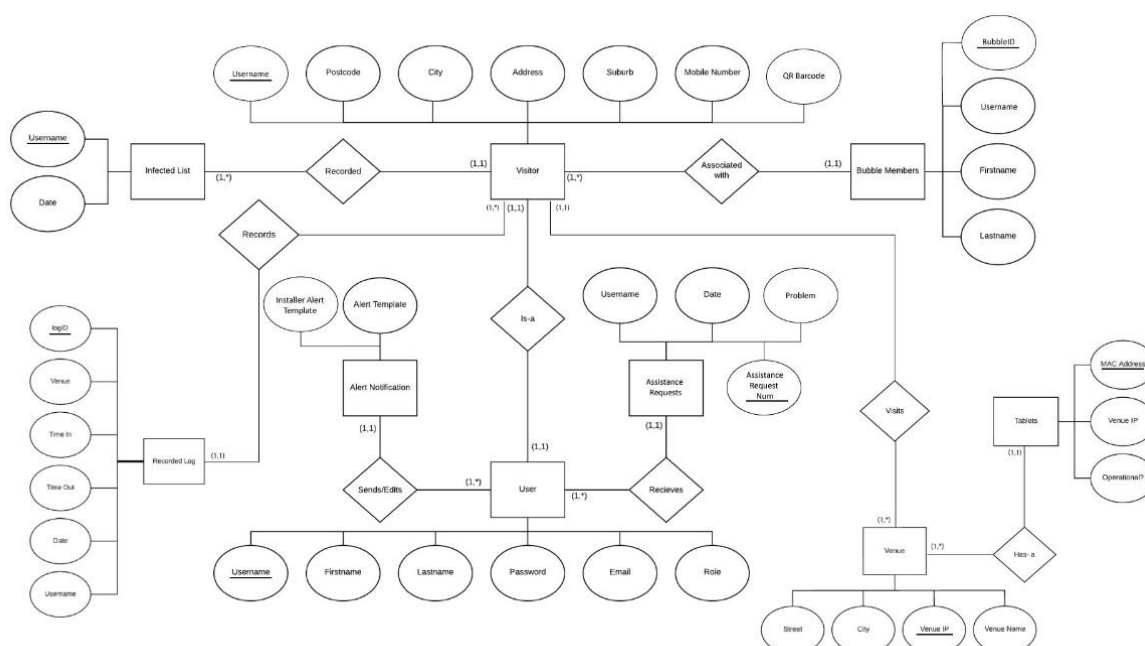 BubbleID
Username
Postcode
City
Address
Suburb
Mobile Number
QR Barcode
Username
Username
Infected List
(1,*)
Recorded
(1,1)
Visitor
(1,*)
Associated
with
(1,1)
Bubble Members
Firstname
Date
(1,*)
(1,1)
(1,1)
Records
Lastname
Installer Alert
Template
Alert Template
Is-a
Username
Date
Problem
logID
Alert Notification
Assistance
Requests
Assistance
Request
Num
MAC Address
Venue
Visits
Tablets
Venue IP
Time In
(1,1)
(1,1)
(1,1)
(1,1)
Recorded Log
(1,1)
Operational?
Time Out
Sends/Edits
(1,*)
User
(1,*)
Recieves
(1,*)
Date
Venue
(1,*)
Has- a
Username
Username
Firstname
Lastname
Password
Email
Role
Street
City
Venue IP
Venue Name